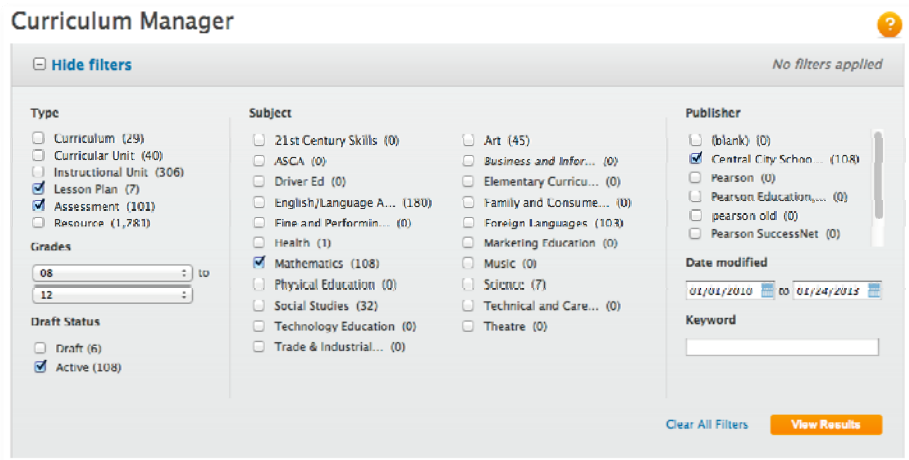 Curriculum Manager
?
Hide filters
No filters applied
Type
Curriculum (29)
Curricular Unit (40)
Instructional Unit (306)
Lesson Plan (7)
Assessment (101)
Resource (1,781)
Grades
08 to
12
Draft Status
Draft (6)
Active (108)
Subject
21st Century Skills (0)
ASCA (0)
Driver Ed (0)
English/Language A... (180)
Fine and Performin... (0)
Health (1)
Mathematics (108)
Physical Education (0)
Social Studies (32)
Technology Education (0)
Trade & Industrial... (0)
Art (45)
Business and Infor... (0)
Elementary Curricu... (0)
Family and Consume... (0)
Foreign Languages (103)
Marketing Education (0)
Music (0)
Science (7)
Technical and Care... (0)
Theatre (0)
Publisher
(blank) (0)
Central City Schoo... (108)
Pearson (0)
Pearson Education,... (0)
pearson old (0)
Pearson SuccessNet (0)
Date modified
01/01/2010 to 01/24/2013
Keyword
Clear All Filters
View Results